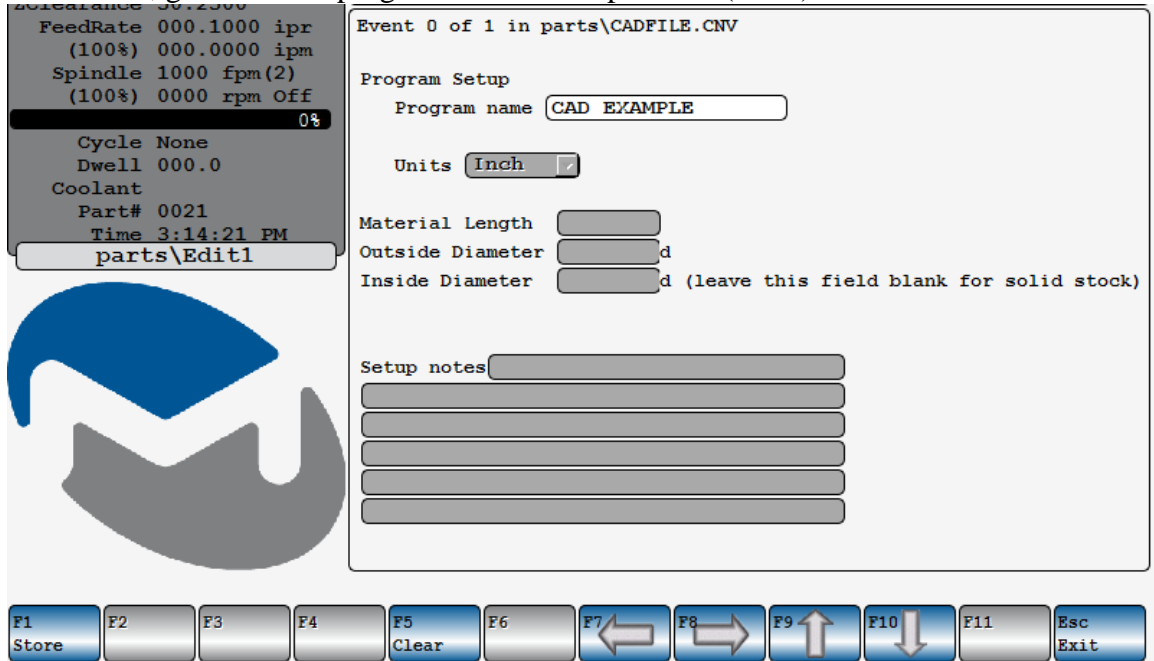 ZClearance 50.2500
FeedRate 000.1000 ipr
(100%) 000.0000 ipm
Spindle 1000 fpm(2)
(100%) 0000 rpm Off
0%
Cycle None
Dwell 000.0
Coolant
Part# 0021
Time 3:14:21 PM
parts\Edit1
Event 0 of 1 in parts\CADFILE.CNV
Program Setup
Program name CAD EXAMPLE
Units Inch
Material Length
Outside Diameter d
Inside Diameter d (leave this field blank for solid stock)
Setup notes
F1 Store
F2
F3
F4
F5 Clear
F6
F7
F8
F9
F10
F11
Esc Exit